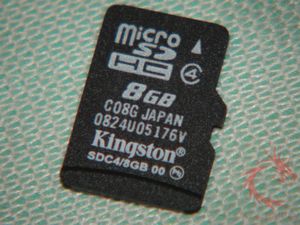 micro
SD
HC 4
8GB
C08G JAPAN
0824U05176V
Kingston
SDC4/8GB 00